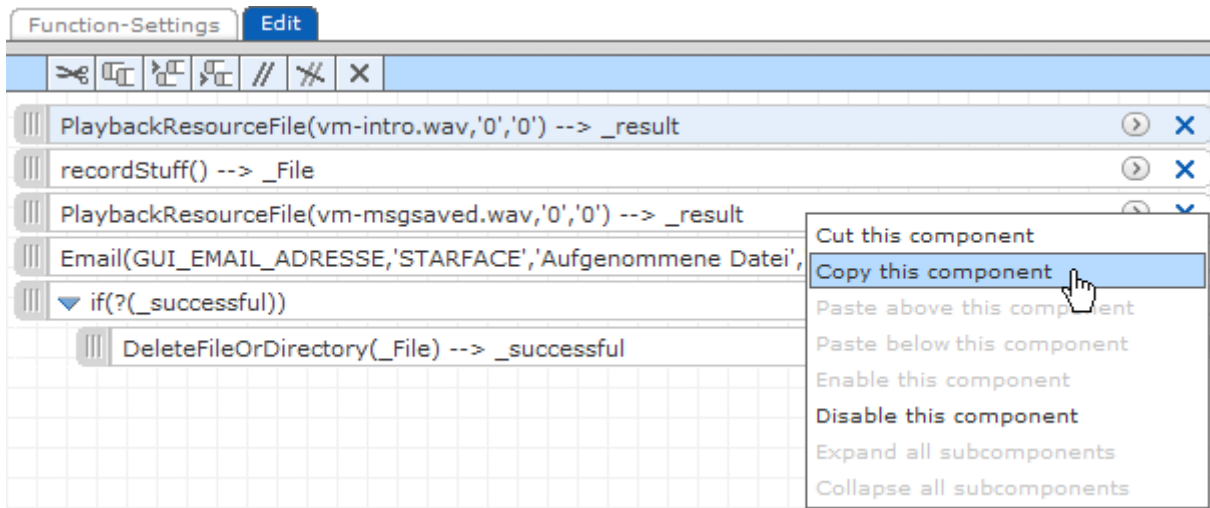 Function-Settings
Edit
PlaybackResourceFile(vm-intro.wav,'0','0') --> _result
recordStuff() --> _File
PlaybackResourceFile(vm-msgsaved.wav,'0','0') --> _result
Email(GUI_EMAIL_ADRESSE,'STARFACE','Aufgenommene Datei',
if(?(_successful))
DeleteFileOrDirectory(_File) --> _successful
Cut this component
Copy this component
Paste above this component
Paste below this component
Enable this component
Disable this component
Expand all subcomponents
Collapse all subcomponents